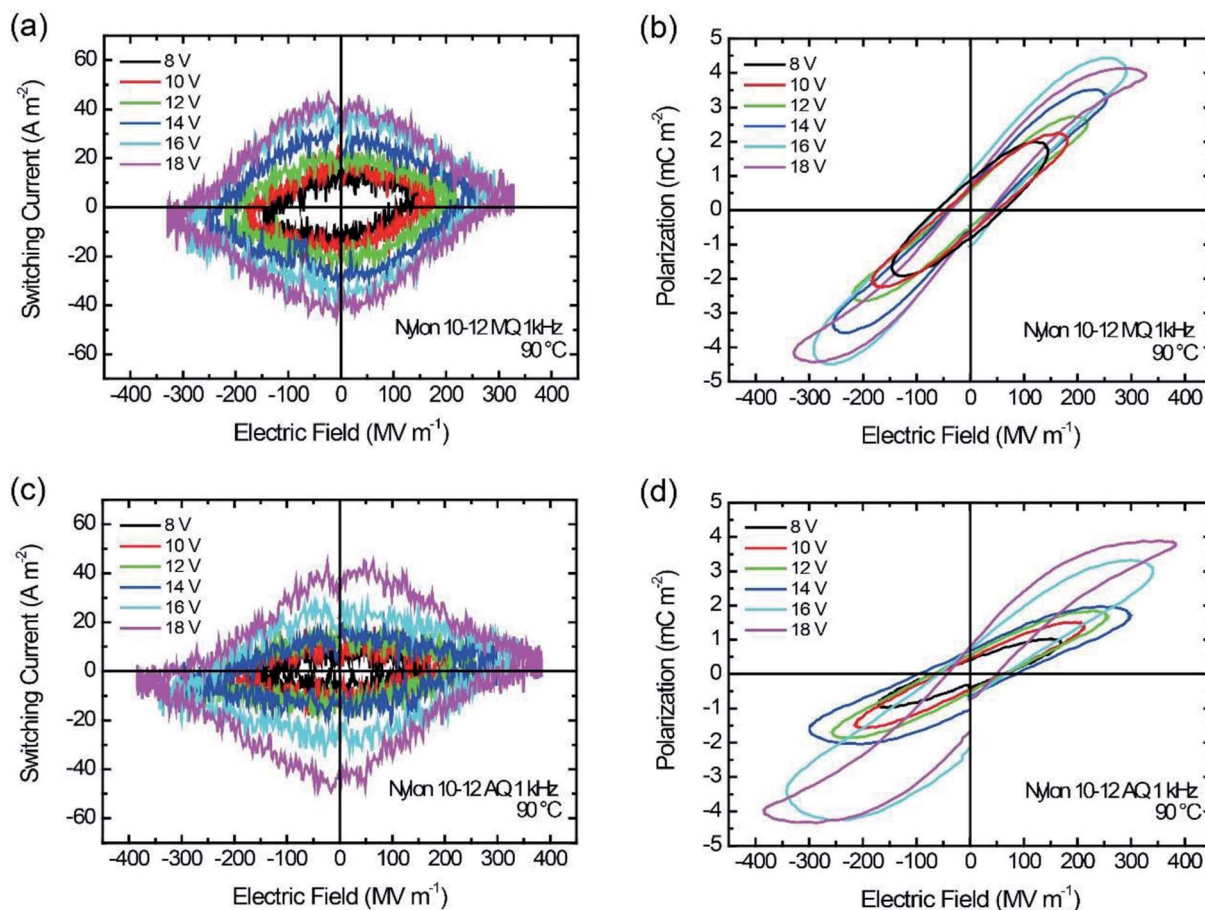 (a)
Switching Current (A m-2)
60
40
20
0
-20
-40
-60
8 V
10 V
12 V
14 V
16 V
18 V
Nylon 10-12 MQ 1kHz
90 °C
-400 -300 -200 -100 0 100 200 300 400
Electric Field (MV m-1)
(b)
Polarization (mC m-2)
5
4
3
2
1
0
-1
-2
-3
-4
-5
8 V
10 V
12 V
14 V
16 V
18 V
Nylon 10-12 MQ 1kHz
90 °C
-400 -300 -200 -100 0 100 200 300 400
Electric Field (MV m-1)
(c)
Switching Current (A m-2)
60
40
20
0
-20
-40
-60
8 V
10 V
12 V
14 V
16 V
18 V
Nylon 10-12 AQ 1 kHz
90 °C
-400 -300 -200 -100 0 100 200 300 400
Electric Field (MV m-1)
(d)
Polarization (mC m-2)
5
4
3
2
1
0
-1
-2
-3
-4
-5
8 V
10 V
12 V
14 V
16 V
18 V
Nylon 10-12 AQ 1 kHz
90 °C
-400 -300 -200 -100 0 100 200 300 400
Electric Field (MV m-1)